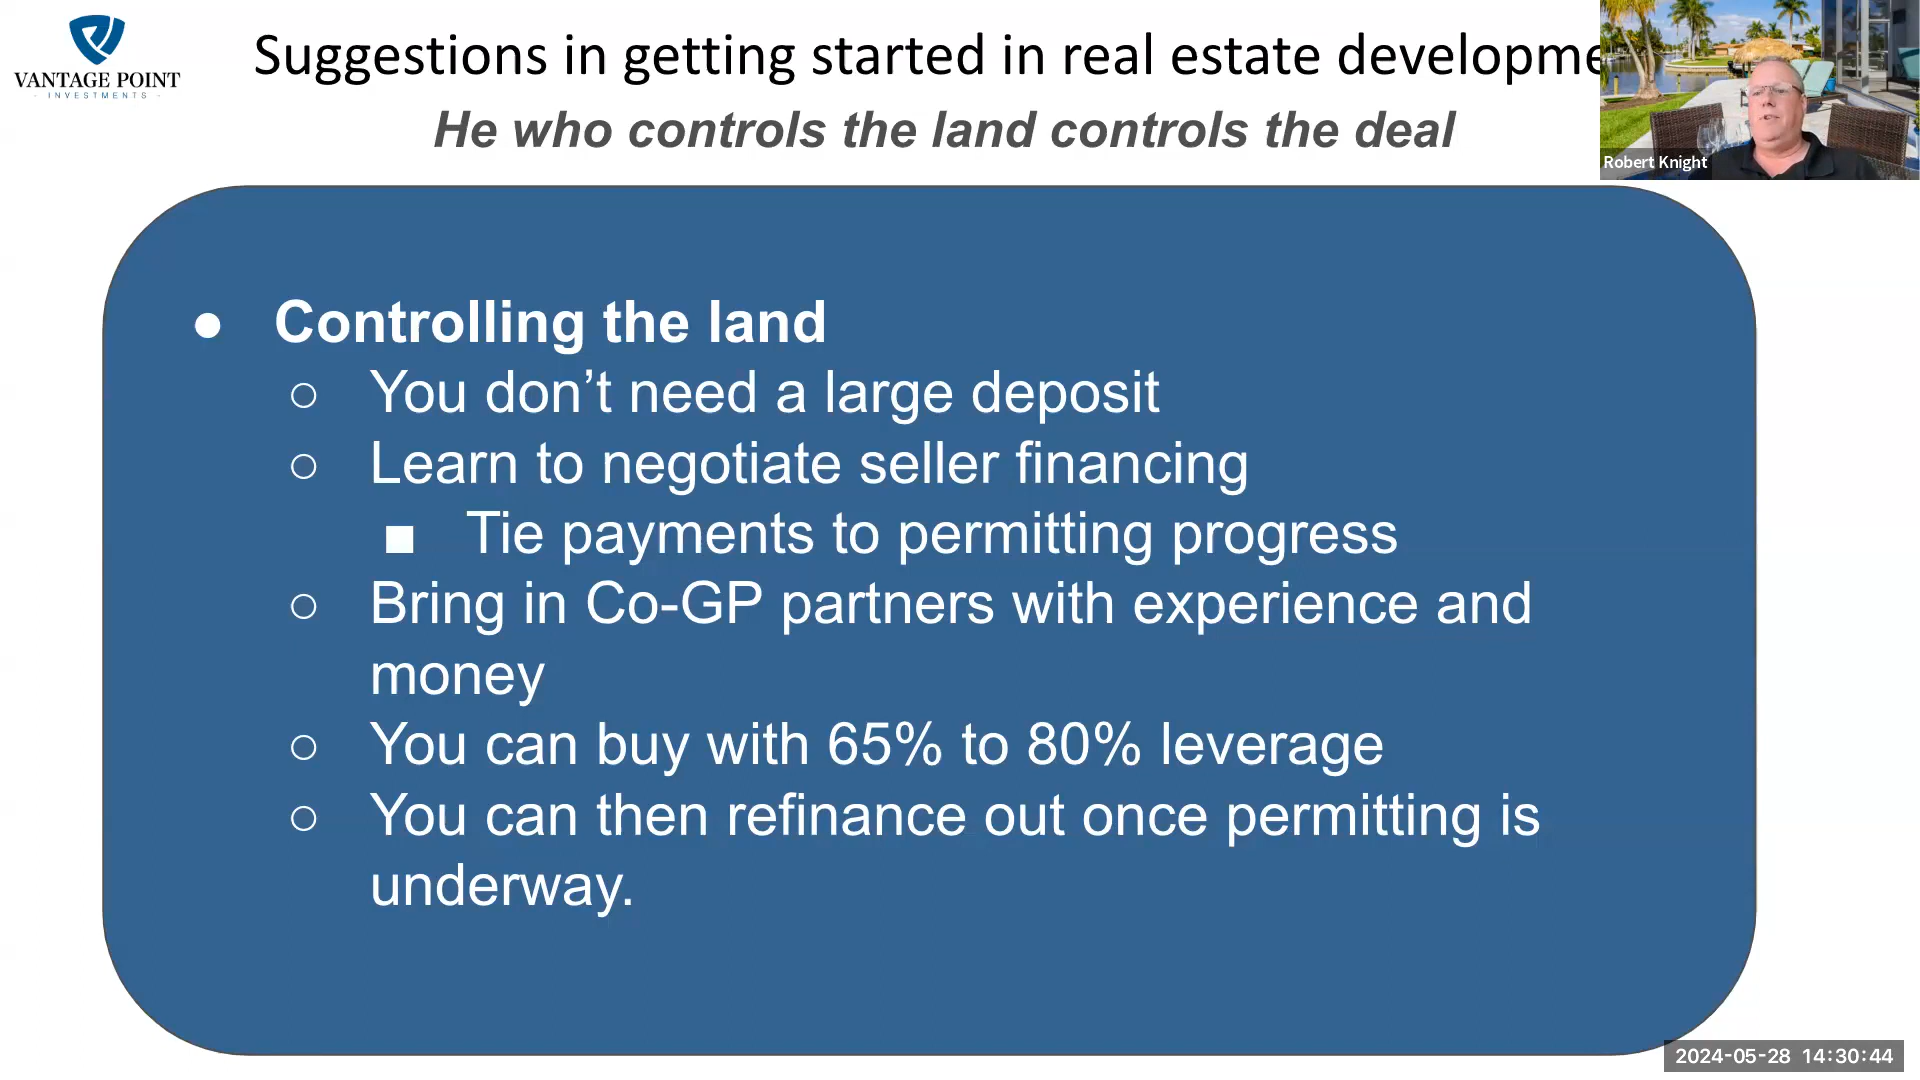 VANTAGE POINT
- INVESTMENTS -
Suggestions in getting started in real estate developme
He who controls the land controls the deal
Robert Knight
● Controlling the land
○ You don’t need a large deposit
○ Learn to negotiate seller financing
■ Tie payments to permitting progress
○ Bring in Co-GP partners with experience and
money
○ You can buy with 65% to 80% leverage
○ You can then refinance out once permitting is
underway.
2024-05-28 14:30:44